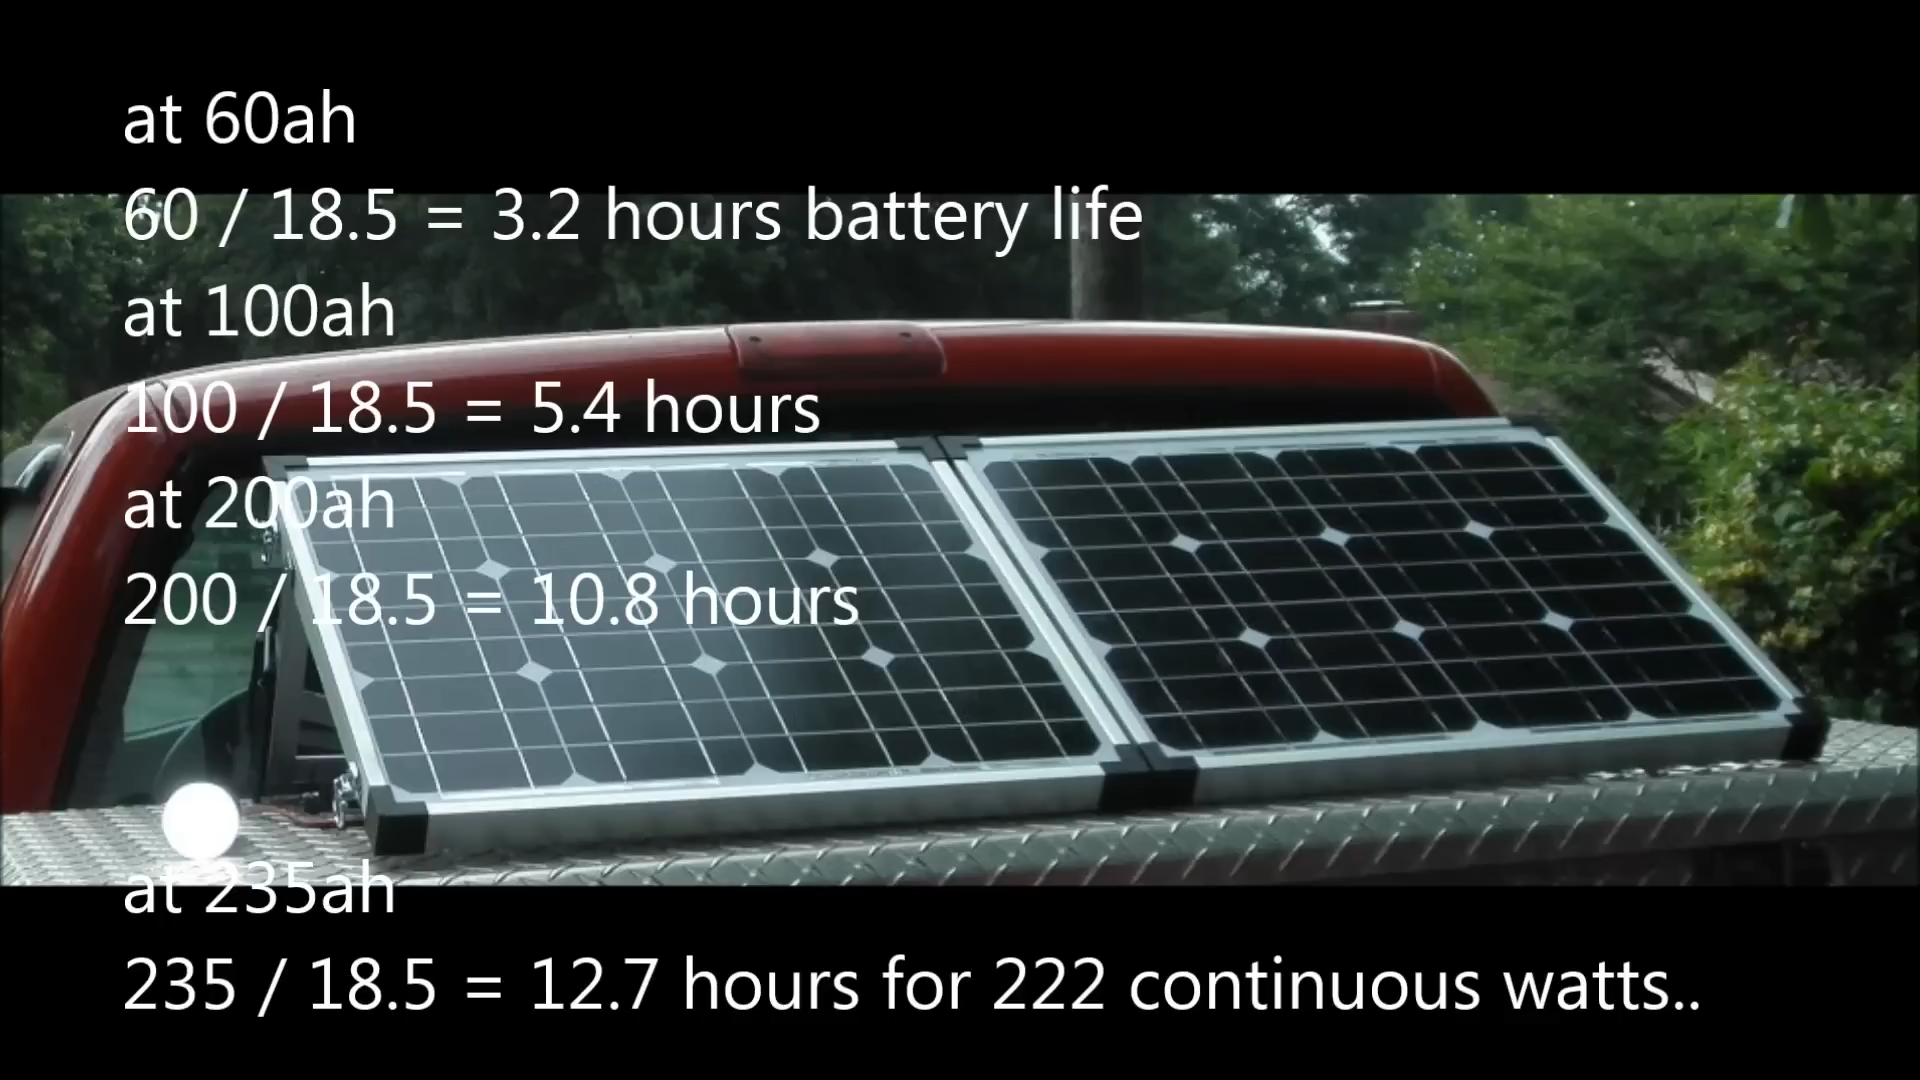 at 60ah
60 / 18.5 = 3.2 hours battery life
at 100ah
100 / 18.5 = 5.4 hours
at 200ah
200 / 18.5 = 10.8 hours
at 235ah
235 / 18.5 = 12.7 hours for 222 continuous watts..